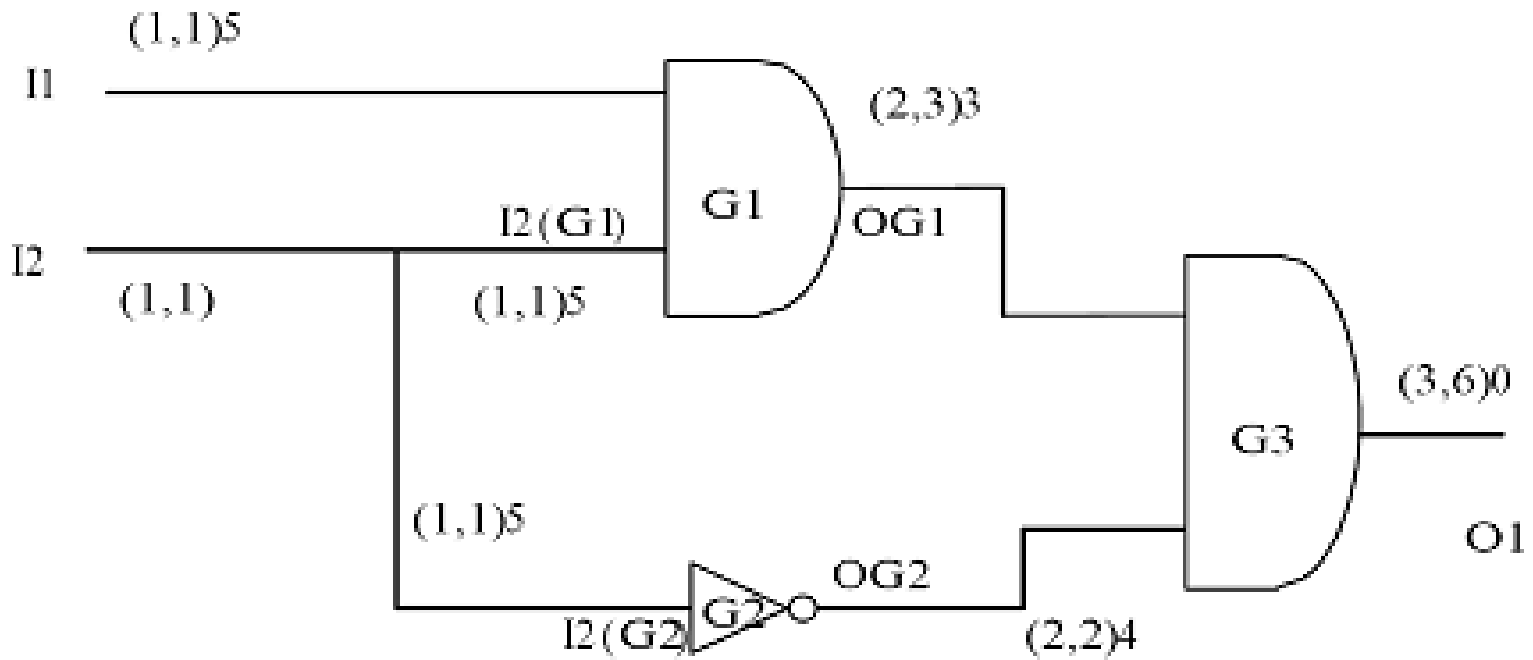 (1,1)5
I1
(2,3)3
G1
I2(G1)
OG1
I2
(1,1)
(1,1)5
(3,6)0
G3
(1,1)5
O1
OG2
G2
I2(G2)
(2,2)4